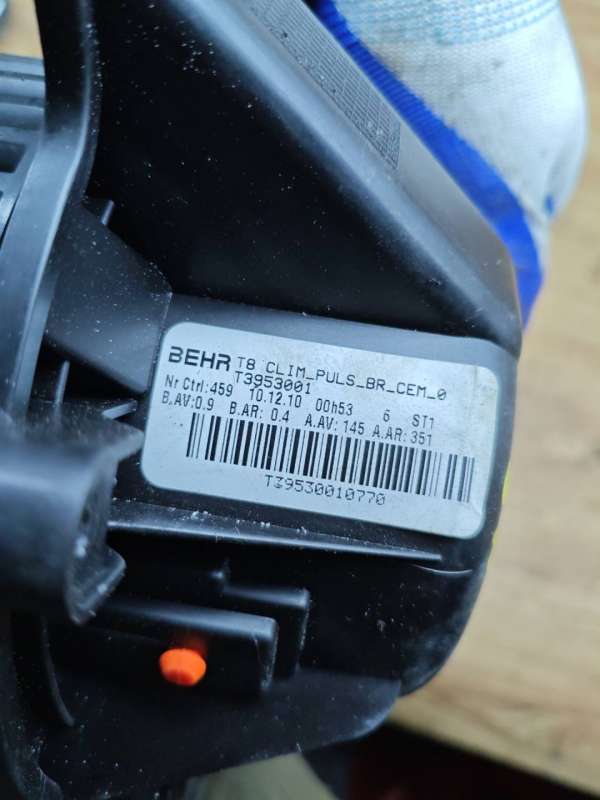 BEHR T8 CLIM_PULS_BR_CEM_0
T3953001
Nr Ctrl:459 10.12.10 00h53 6 ST1
B.AV:0.9 B.AR: 0.4 A.AV: 145 A.AR: 351
T39530010770